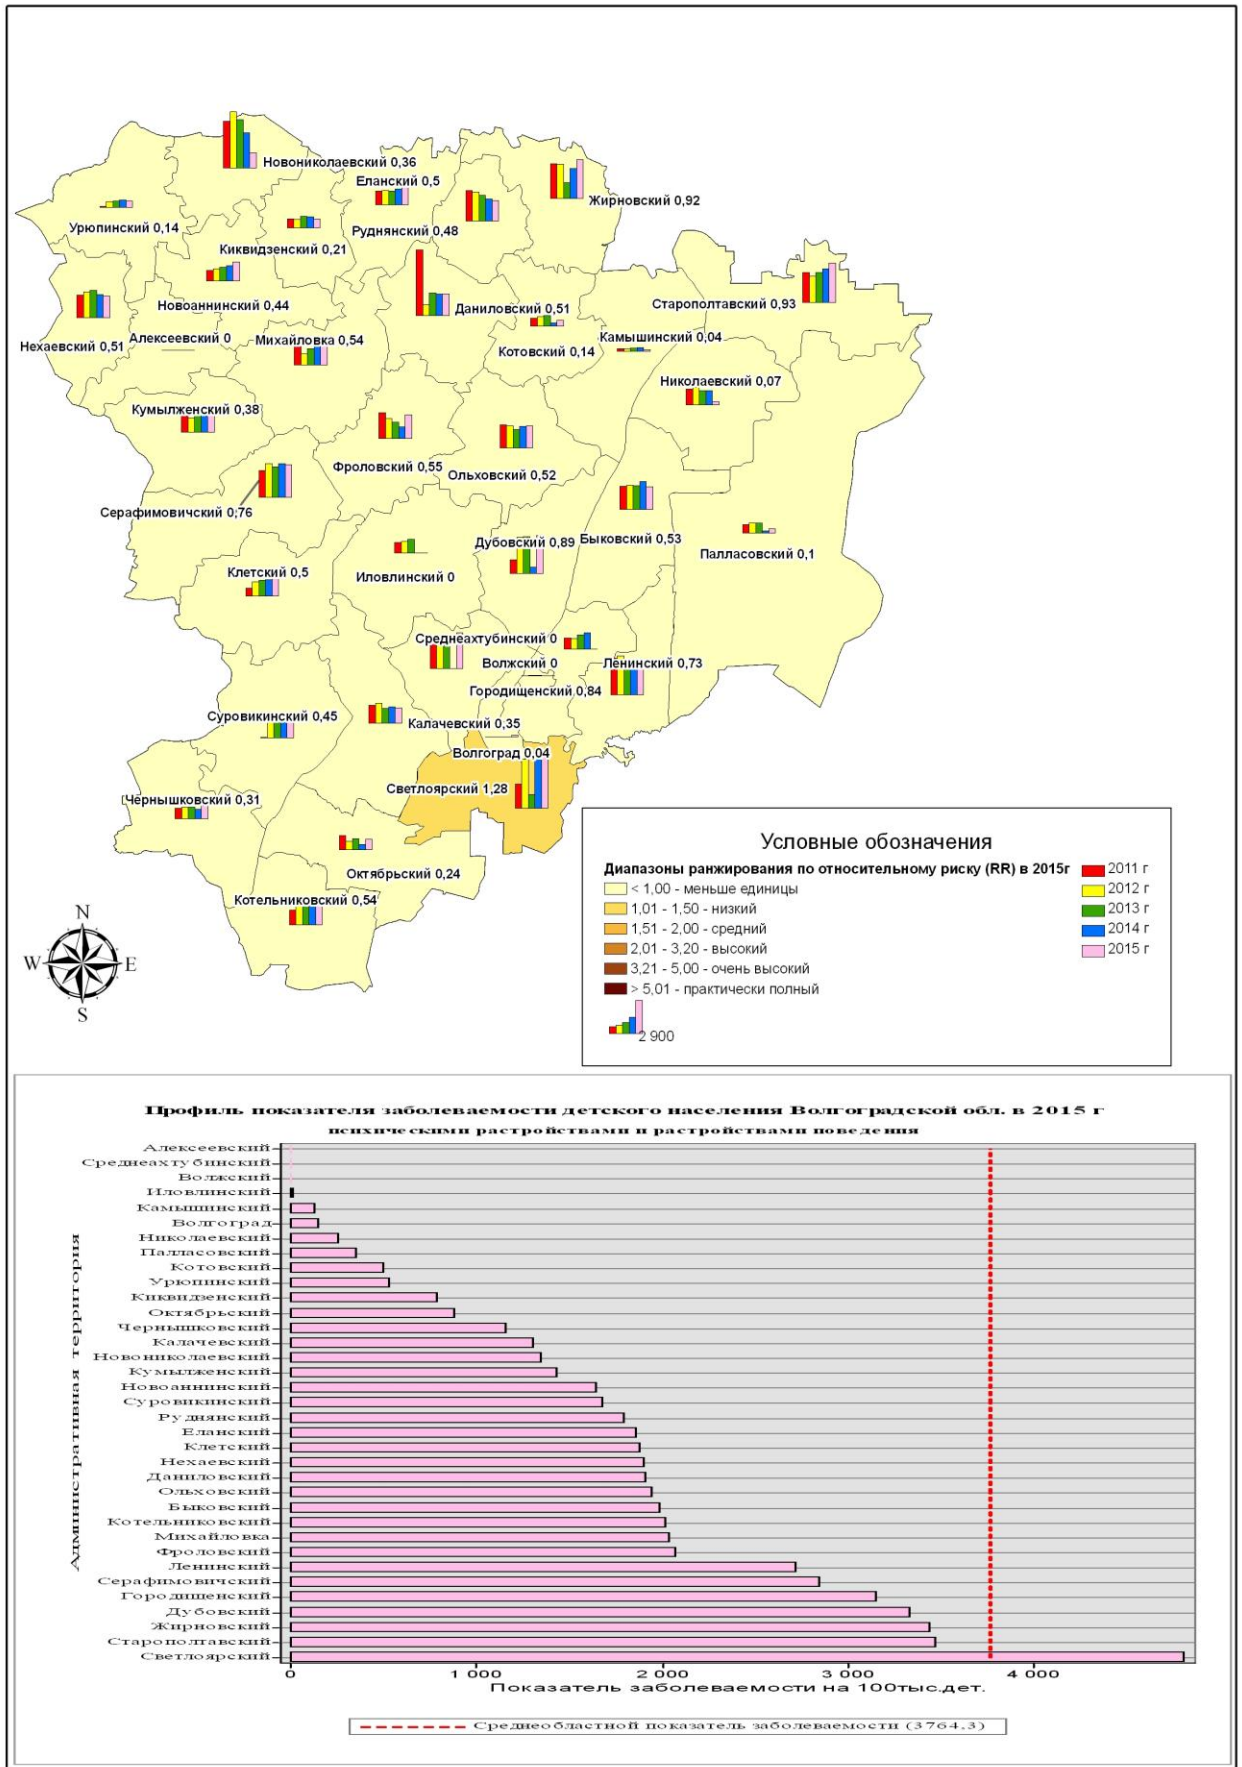 Новониколаевский 0,36
Еланский 0,5
Жирновский 0,92
Урюпинский 0,14
Руднянский 0,48
Киквидзенский 0,21
Новоаннинский 0,44
Даниловский 0,51
Старополтавский 0,93
Нехаевский 0,51
Алексеевский 0
Михайловка 0,54
Котовский 0,14
Камышинский 0,04
Николаевский 0,07
Кумылженский 0,38
Фроловский 0,55
Ольховский 0,52
Серафимовичский 0,76
Дубовский 0,89
Быковский 0,53
Палласовский 0,1
Клетский 0,5
Иловлинский 0
Среднеахтубинский 0
Волжский 0
Ленинский 0,73
Городищенский 0,84
Суровикинский 0,45
Калачевский 0,35
Волгоград 0,04
Светлоярский 1,28
Чернышковский 0,31
Октябрьский 0,24
Котельниковский 0,54
N
W E
S
Условные обозначения
Диапазоны ранжирования по относительному риску (RR) в 2015г
< 1,00 - меньше единицы
1,01 - 1,50 - низкий
1,51 - 2,00 - средний
2,01 - 3,20 - высокий
3,21 - 5,00 - очень высокий
> 5,01 - практически полный
2 900
2011 г
2012 г
2013 г
2014 г
2015 г
Профиль показателя заболеваемости детского населения Волгоградской обл. в 2015 г
психическими растройствами и растройствами поведения
Административная территория
Алексеевский
Среднеахтубинский
Волжский
Иловлинский
Камышинский
Волгоград
Николаевский
Палласовский
Котовский
Урюпинский
Киквидзенский
Октябрьский
Чернышковский
Калачевский
Новониколаевский
Кумылженский
Новоаннинский
Суровикинский
Руднянский
Еланский
Клетский
Нехаевский
Даниловский
Ольховский
Быковский
Котельниковский
Михайловка
Фроловский
Ленинский
Серафимовичский
Городищенский
Дубовский
Жирновский
Старополтавский
Светлоярский
0 1 000 2 000 3 000 4 000
Показатель заболеваемости на 100тыс.дет.
Среднеобластной показатель заболеваемости (3764,3)